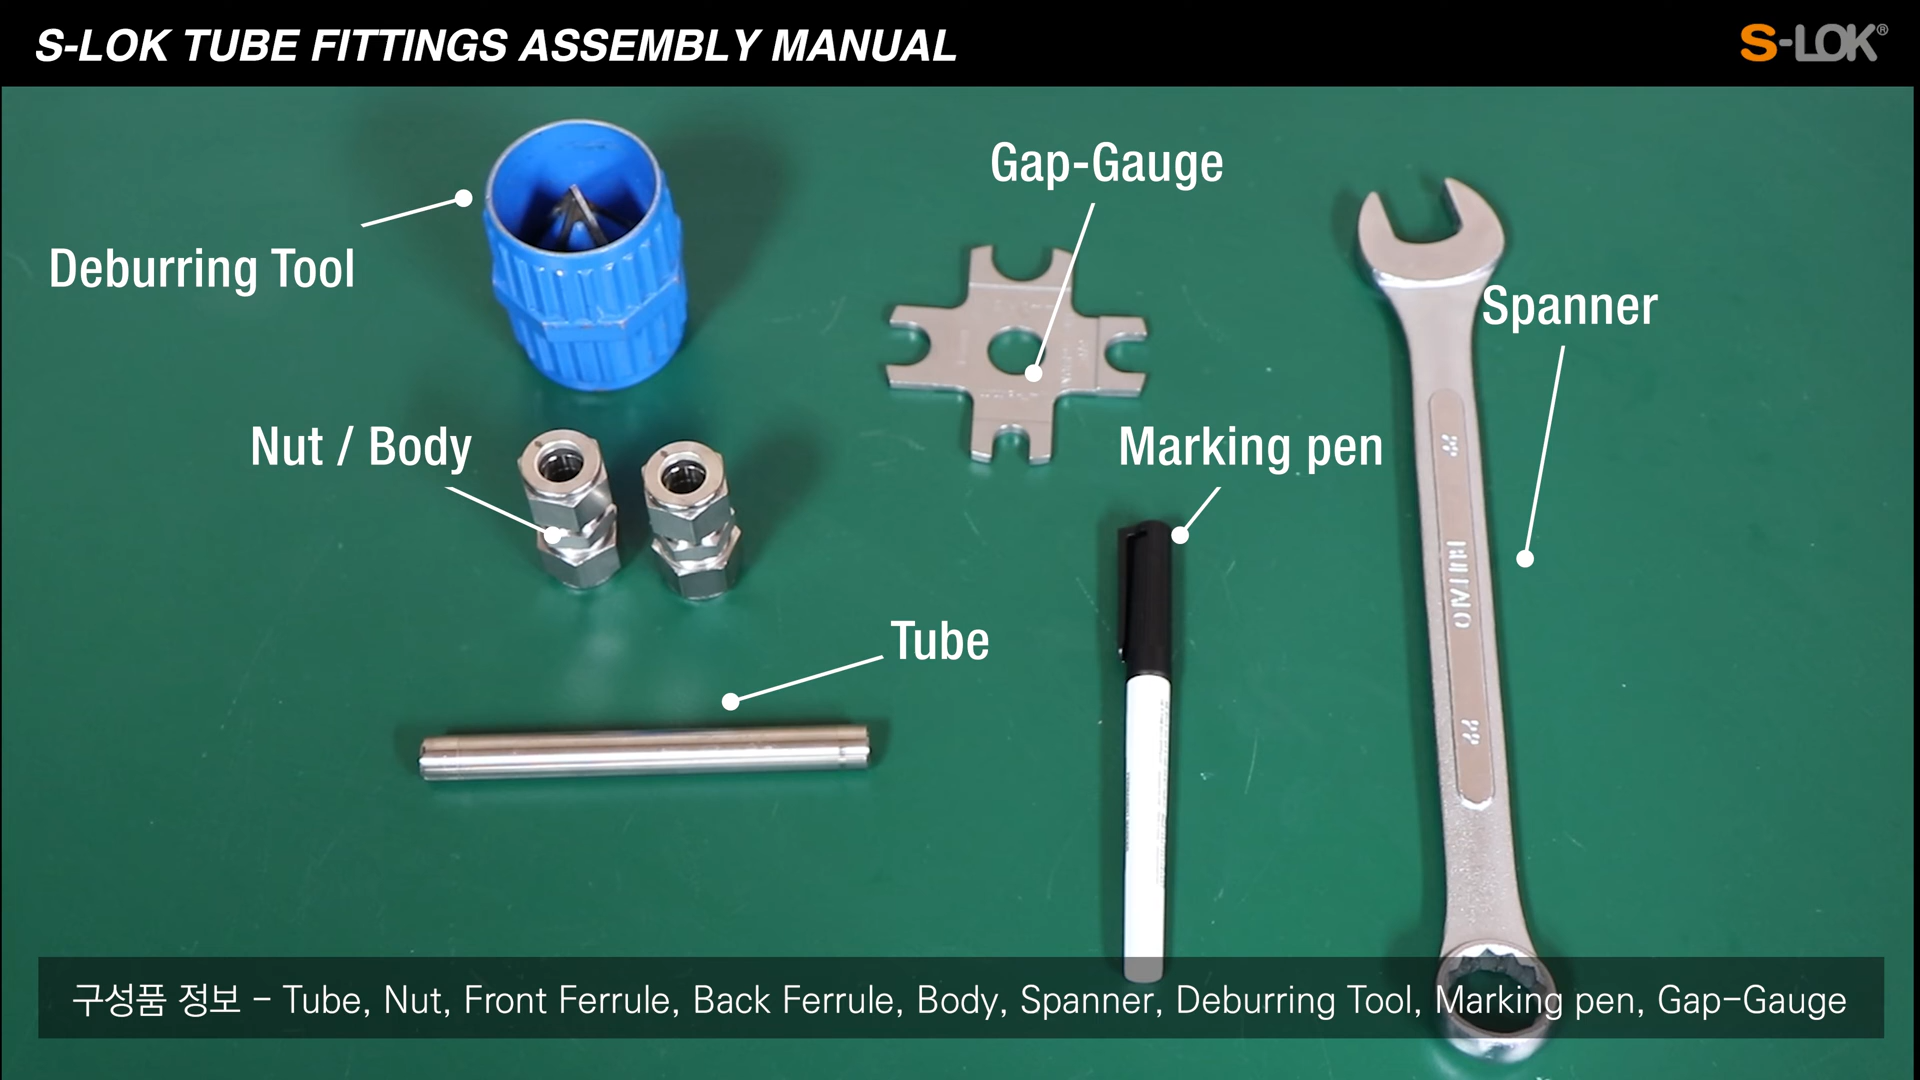 S-LOK TUBE FITTINGS ASSEMBLY MANUAL
S-LOK®
Gap-Gauge
Deburring Tool
Spanner
Nut / Body
Marking pen
Tube
구성품 정보 - Tube, Nut, Front Ferrule, Back Ferrule, Body, Spanner, Deburring Tool, Marking pen, Gap-Gauge